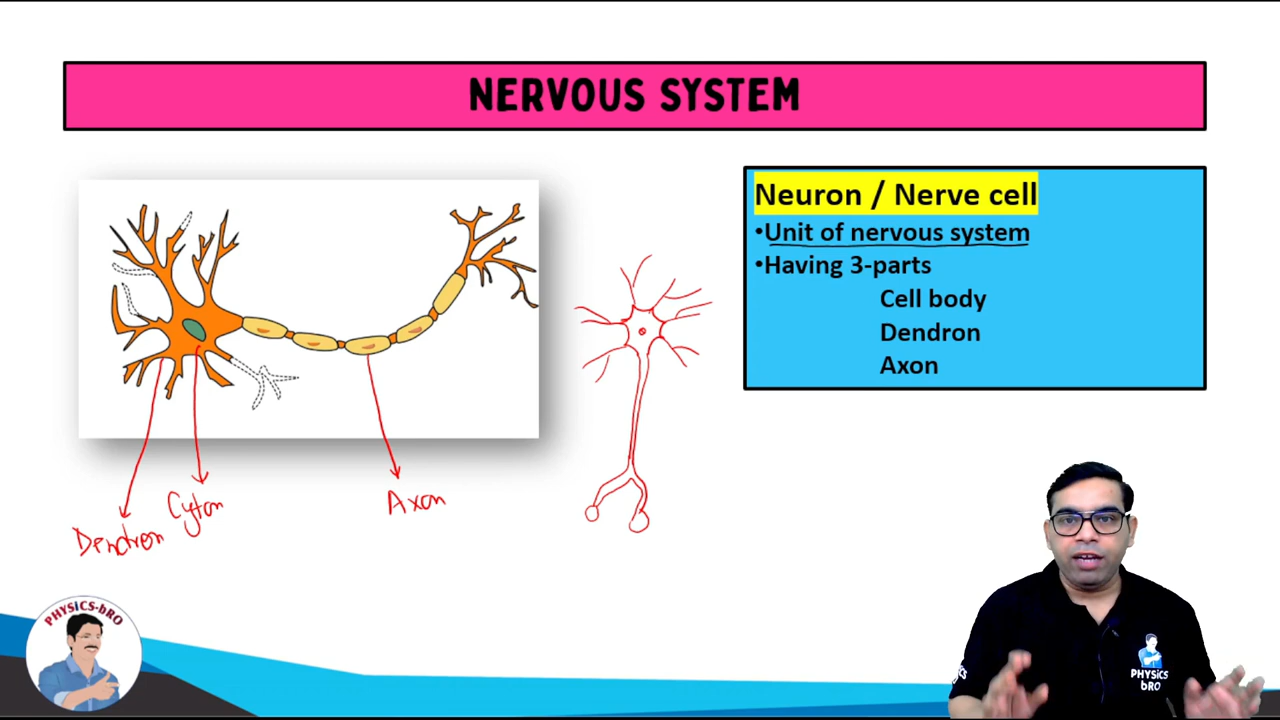 NERVOUS SYSTEM
Neuron / Nerve cell
•Unit of nervous system
•Having 3-parts
Cell body
Dendron
Axon
Dendron
Cyton
Axon
PHYSICS-bRO
PHYSiCS
bRO